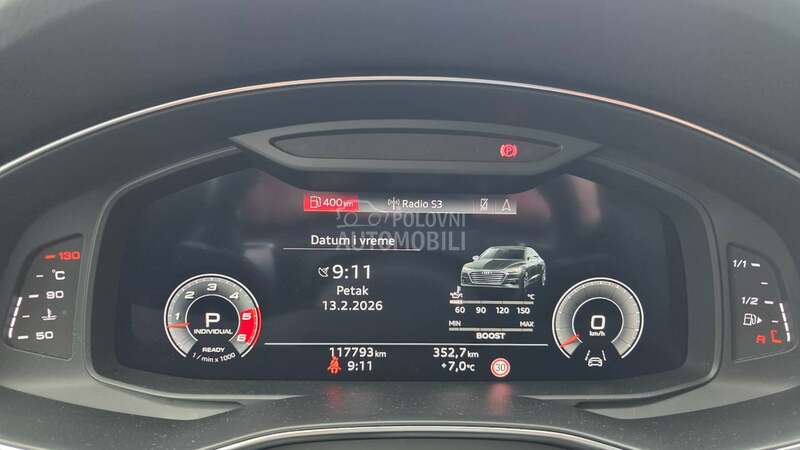 (P)
400 km
Radio S3
POLOVNI
AUTOMOBILI
Datum i vreme
9:11
Petak
13.2.2026
60 90 120 150 °C
MIN MAX
BOOST
130
°C
90
50
1 2 3 4 5 6
P
INDIVIDUAL
READY
1 / min x 1000
0
km/h
1/1
1/2
R
117793 km
352,7 km
9:11
+7,0°C
30